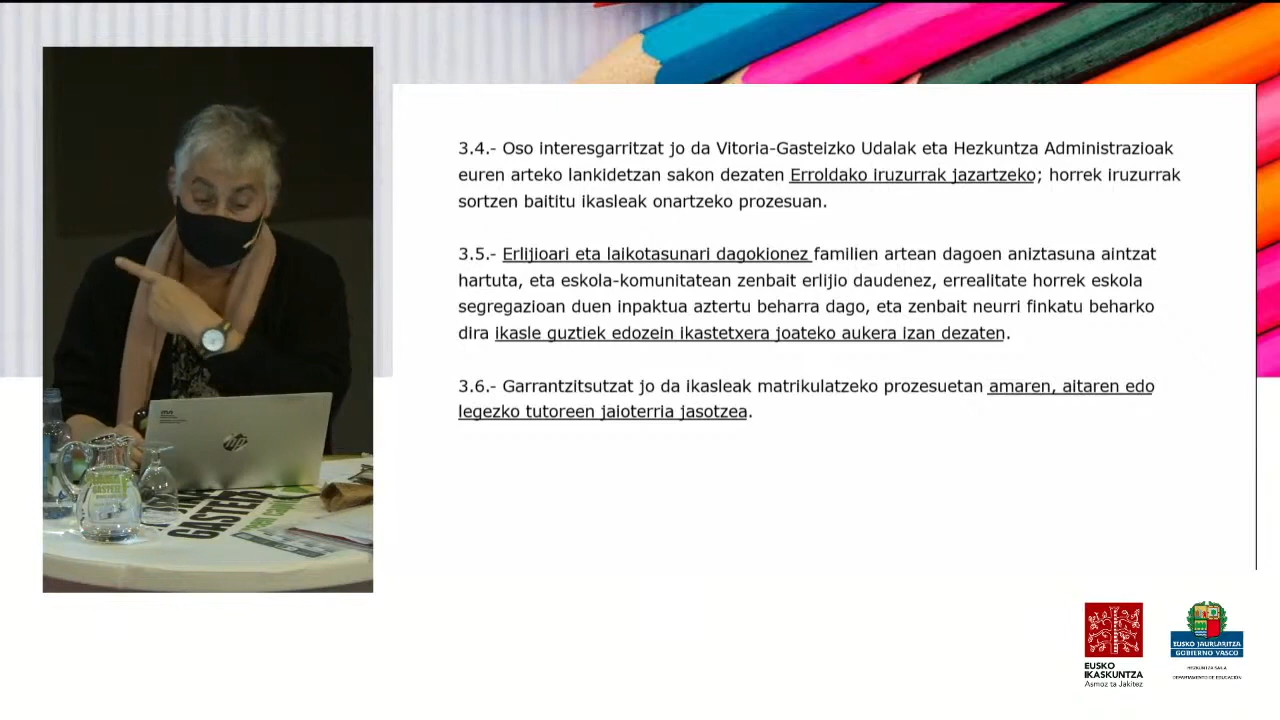 3.4.- Oso interesgarritzat jo da Vitoria-Gasteizko Udalak eta Hezkuntza Administrazioak
euren arteko lankidetzan sakon dezaten Erroldako iruzurrak jazartzeko; horrek iruzurrak
sortzen baititu ikasleak onartzeko prozesuan.
3.5.- Erlijioari eta laikotasunari dagokionez familien artean dagoen aniztasuna aintzat
hartuta, eta eskola-komunitatean zenbait erlijio daudenez, errealitate horrek eskola
segregazioan duen inpaktua aztertu beharra dago, eta zenbait neurri finkatu beharko
dira ikasle guztiek edozein ikastetxera joateko aukera izan dezaten.
3.6.- Garrantzitsutzat jo da ikasleak matrikulatzeko prozesuetan amaren, aitaren edo
legezko tutoreen jaioterria jasotzea.
hp
GASTEI
EUSKO
IKASKUNTZA
Asmoz ta Jakitez
EUSKO JAURLARITZA
GOBIERNO VASCO
HEZKUNTZA SAILA
DEPARTAMENTO DE EDUCACIÓN